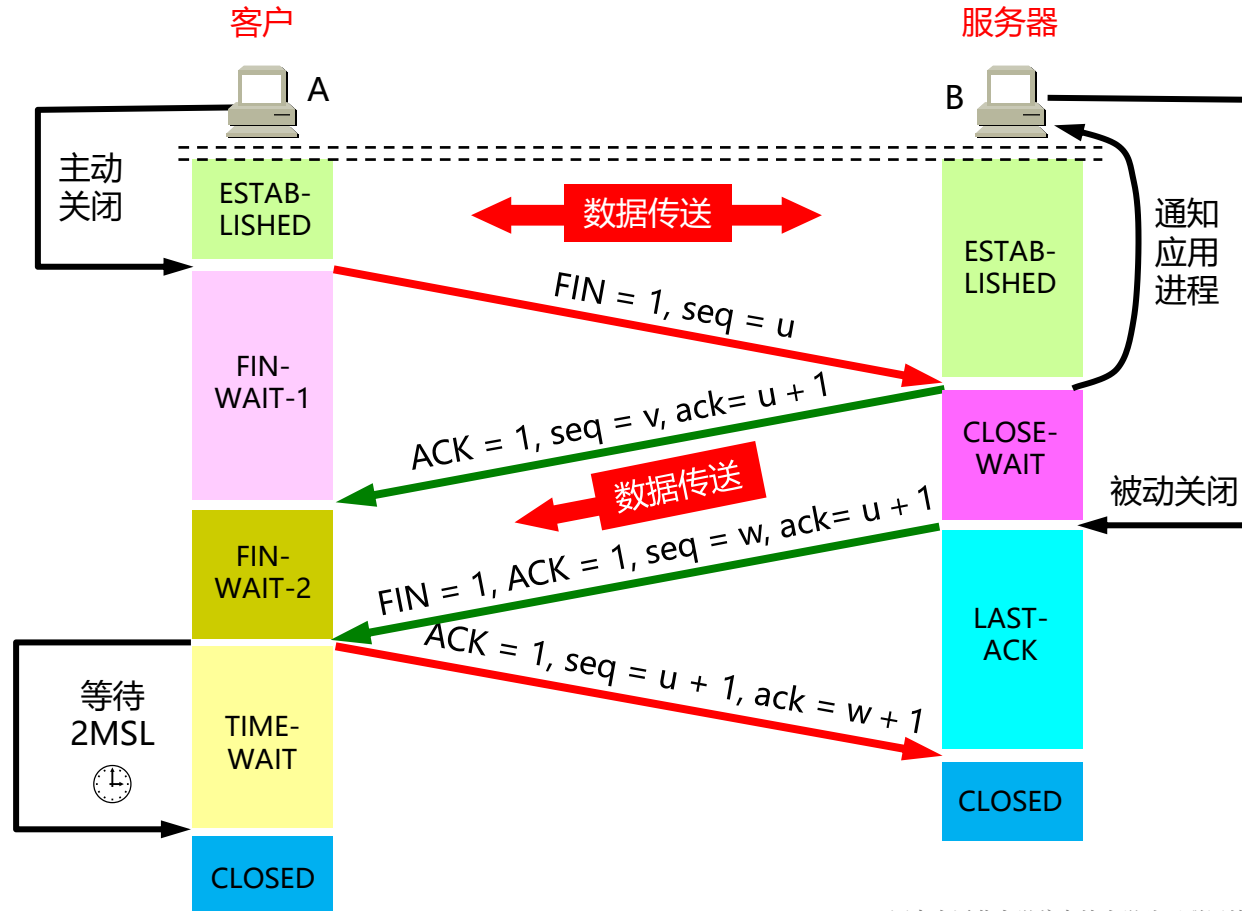 客户
服务器
A
B
主动
关闭
ESTAB-
LISHED
数据传送
ESTAB-
LISHED
通知
应用
进程
FIN = 1, seq = u
FIN-
WAIT-1
ACK = 1, seq = v, ack= u + 1
CLOSE-
WAIT
数据传送
被动关闭
FIN = 1, ACK = 1, seq = w, ack= u + 1
FIN-
WAIT-2
LAST-
ACK
ACK = 1, seq = u + 1, ack = w + 1
等待
2MSL
TIME-
WAIT
CLOSED
CLOSED